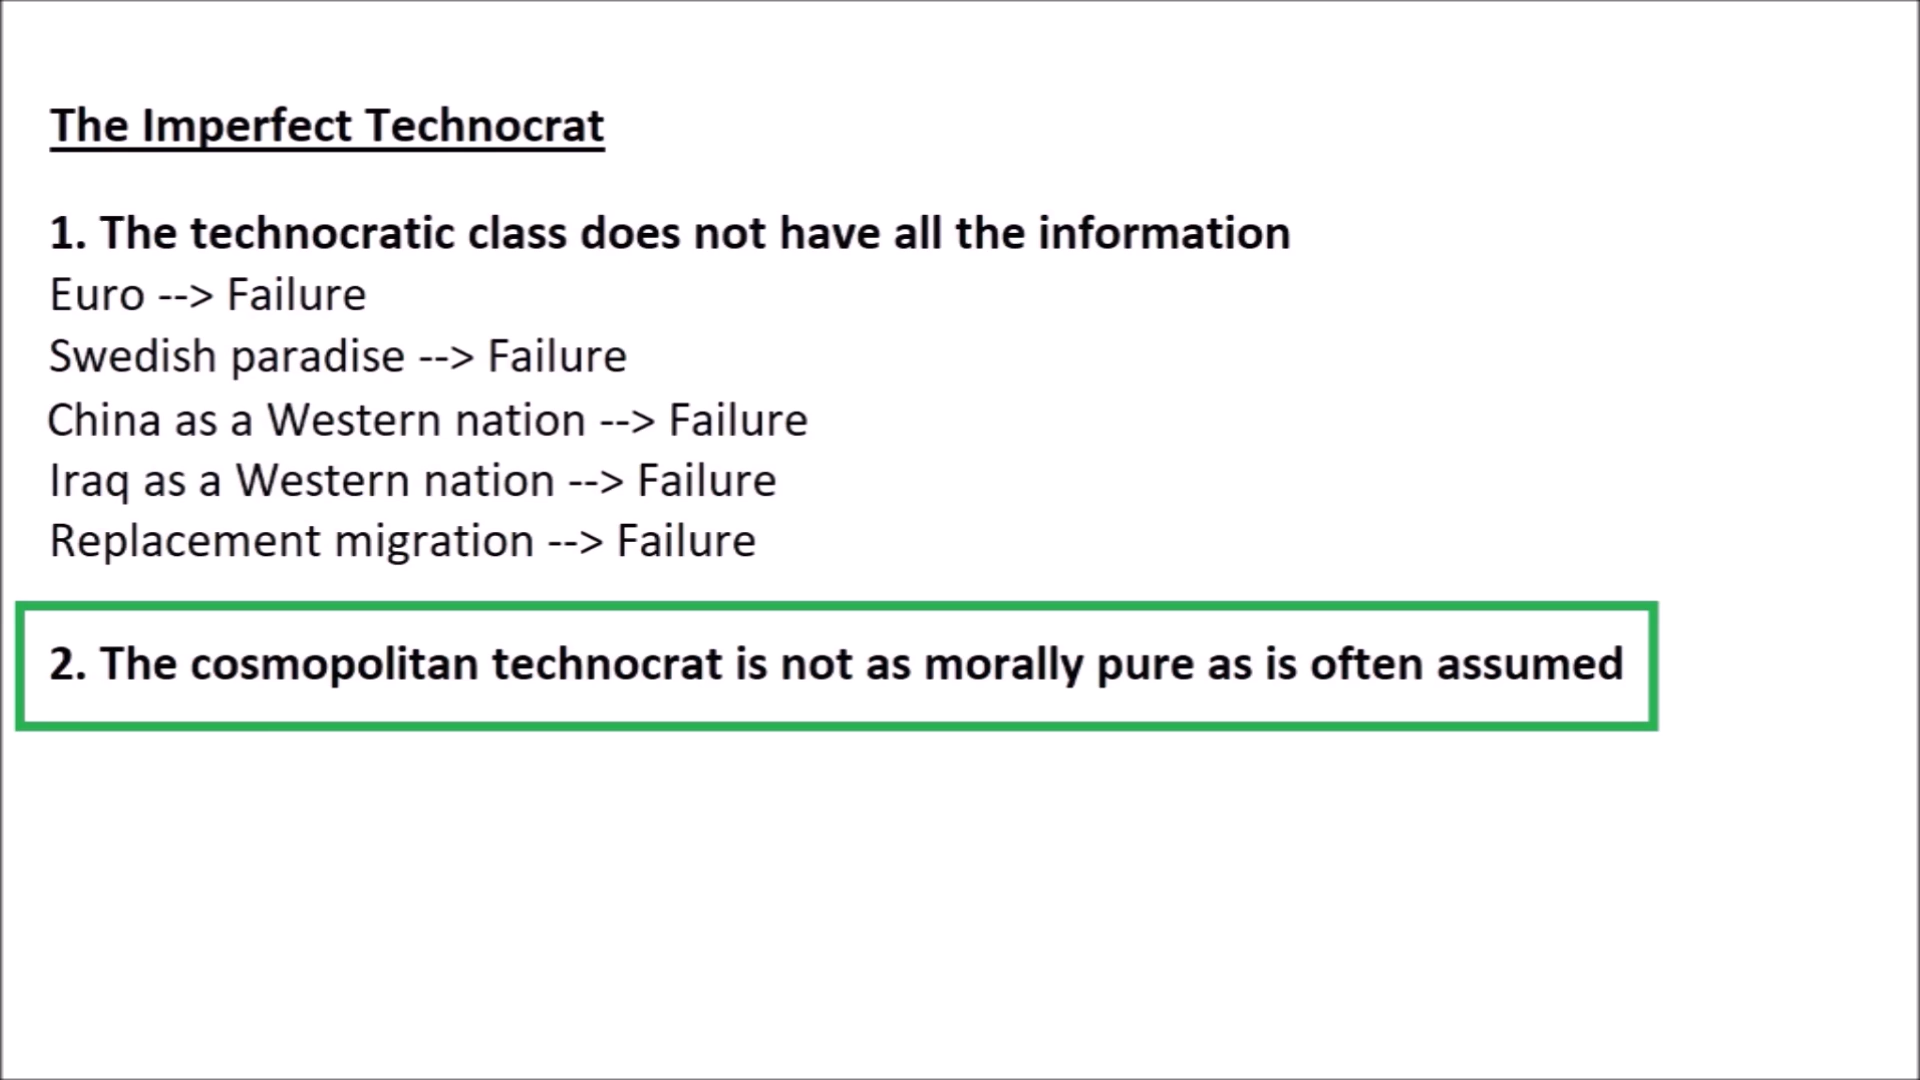 The Imperfect Technocrat
1. The technocratic class does not have all the information
Euro --> Failure
Swedish paradise --> Failure
China as a Western nation --> Failure
Iraq as a Western nation --> Failure
Replacement migration --> Failure
2. The cosmopolitan technocrat is not as morally pure as is often assumed